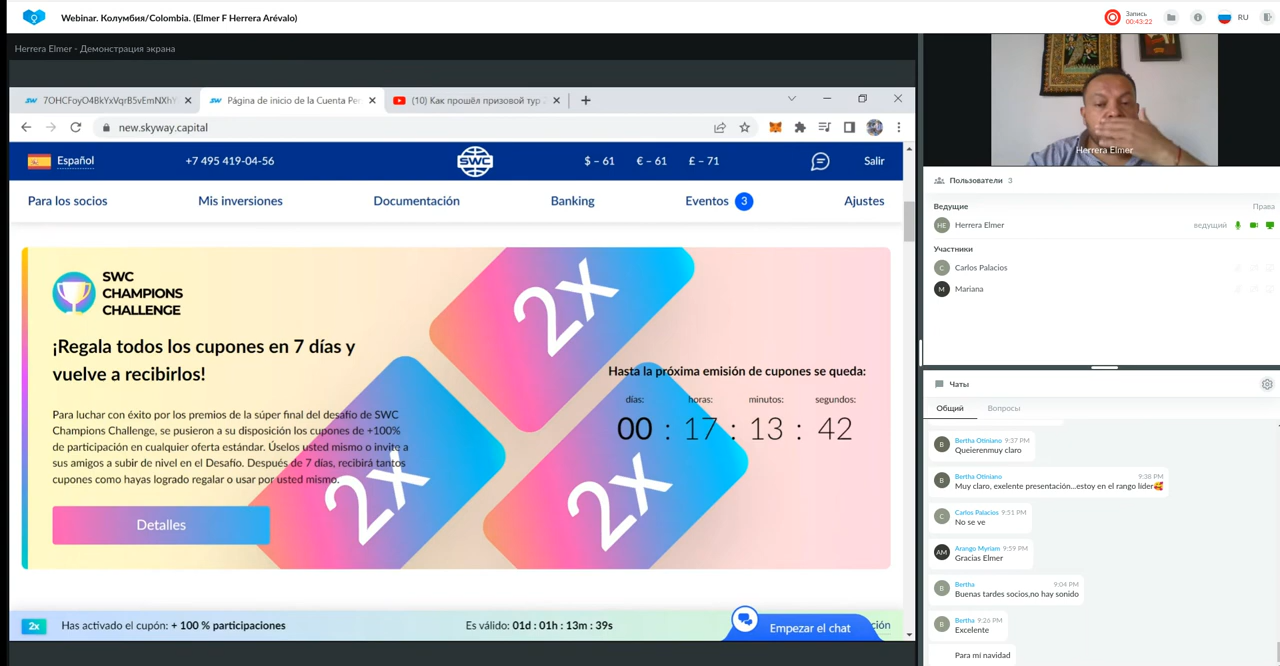 Webinar. Колумбия/Colombia. (Elmer F Herrera Arévalo)
Запись
00:43:22
RU
Herrera Elmer - Демонстрация экрана
Página de inicio de la Cuenta Per
(10) Как прошёл призовой тур
new.skyway.capital
Español
+7 495 419-04-56
SWC
$ – 61
€ – 61
£ – 71
Salir
Para los socios
Mis inversiones
Documentación
Banking
Eventos 3
Ajustes
SWC
CHAMPIONS
CHALLENGE
¡Regala todos los cupones en 7 días y
vuelve a recibirlos!
Para luchar con éxito por los premios de la súper final del desafío de SWC
Champions Challenge, se pusieron a su disposición los cupones de +100%
de participación en cualquier oferta estándar. Úselos usted mismo o invite a
sus amigos a subir de nivel en el Desafío. Después de 7 días, recibirá tantos
cupones como hayas logrado regalar o usar por usted mismo.
Detalles
2x
2x
2x
Hasta la próxima emisión de cupones se queda:
días: horas: minutos: segundos:
00 : 17 : 13 : 42
2x
Has activado el cupón: + 100 % participaciones
Es válido: 01d : 01h : 13m : 39s
Empezar el chat
ción
Herrera Elmer
Пользователи 3
Ведущие
Права
HE
Herrera Elmer
ведущий
Участники
C
Carlos Palacios
M
Mariana
Чаты
Общий
Вопросы
B
Bertha Otiniano 9:37 PM
Queierenmuy claro
B
Bertha Otiniano 9:38 PM
Muy claro, exelente presentación...estoy en el rango líder🥰
C
Carlos Palacios 9:51 PM
No se ve
AM
Arango Myriam 9:59 PM
Gracias Elmer
B
Bertha 9:04 PM
Buenas tardes socios,no hay sonido
B
Bertha 9:26 PM
Excelente
Para mí navidad